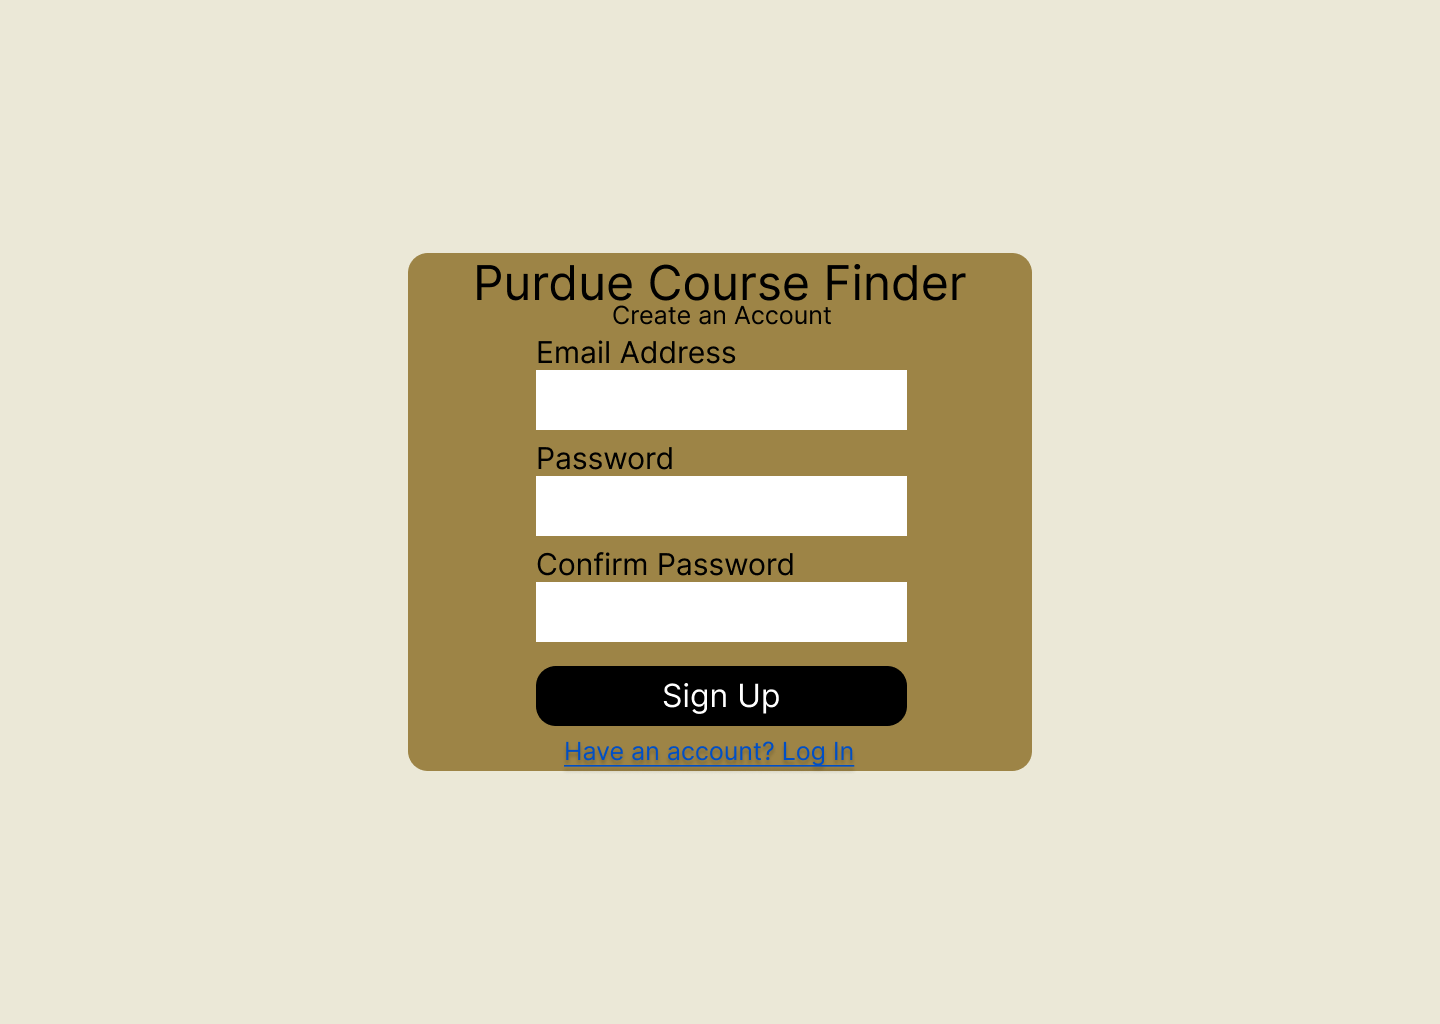 Purdue Course Finder
Create an Account
Email Address
Password
Confirm Password
Sign Up
Have an account? Log In